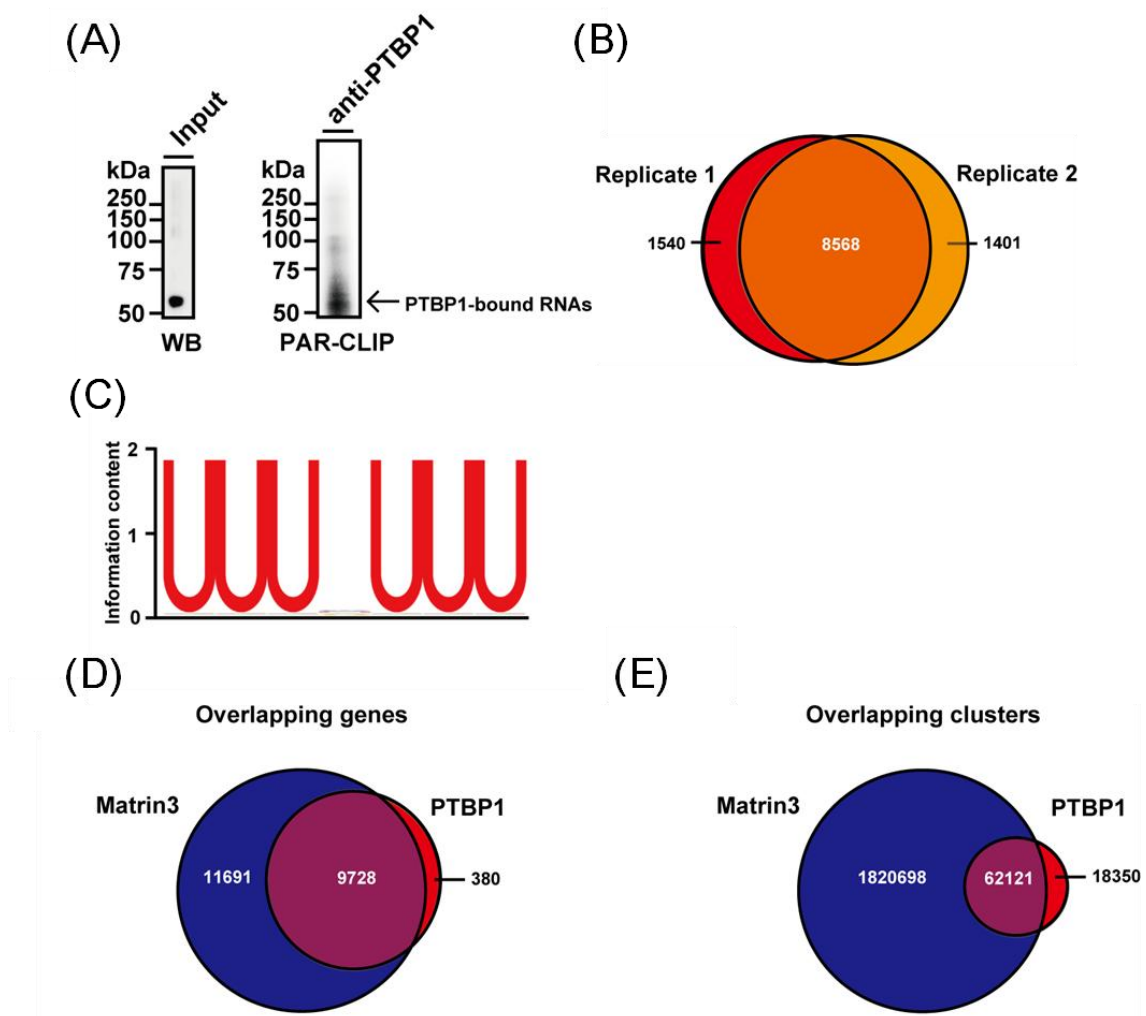 (A)
Input
kDa
250
150
100
75
50
WB
anti-PTBP1
kDa
250
150
100
75
50
PTBP1-bound RNAs
PAR-CLIP
(B)
Replicate 1
Replicate 2
1540
8568
1401
(C)
Information content
2
1
0
UUU UUU
(D)
Overlapping genes
Matrin3
PTBP1
11691
9728
380
(E)
Overlapping clusters
Matrin3
PTBP1
1820698
62121
18350